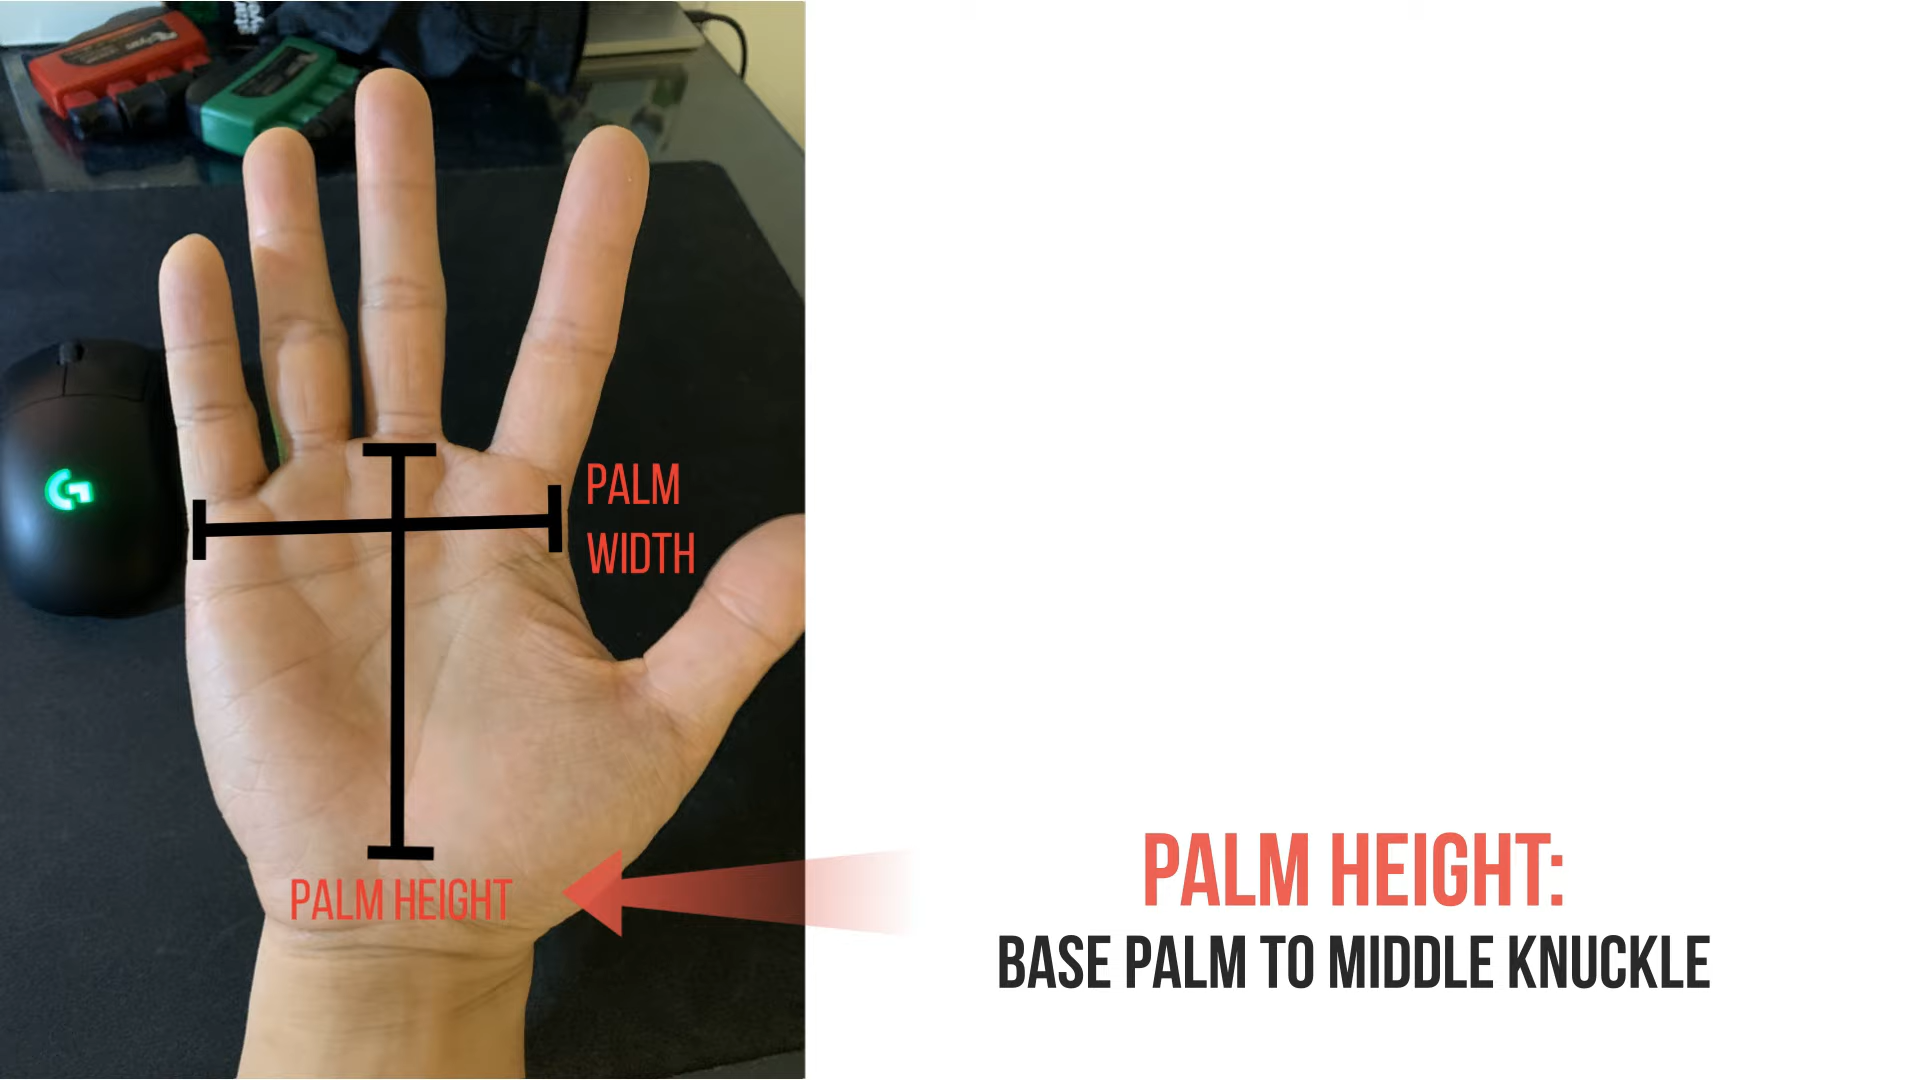 PALM
WIDTH
PALM HEIGHT
PALM HEIGHT:
BASE PALM TO MIDDLE KNUCKLE